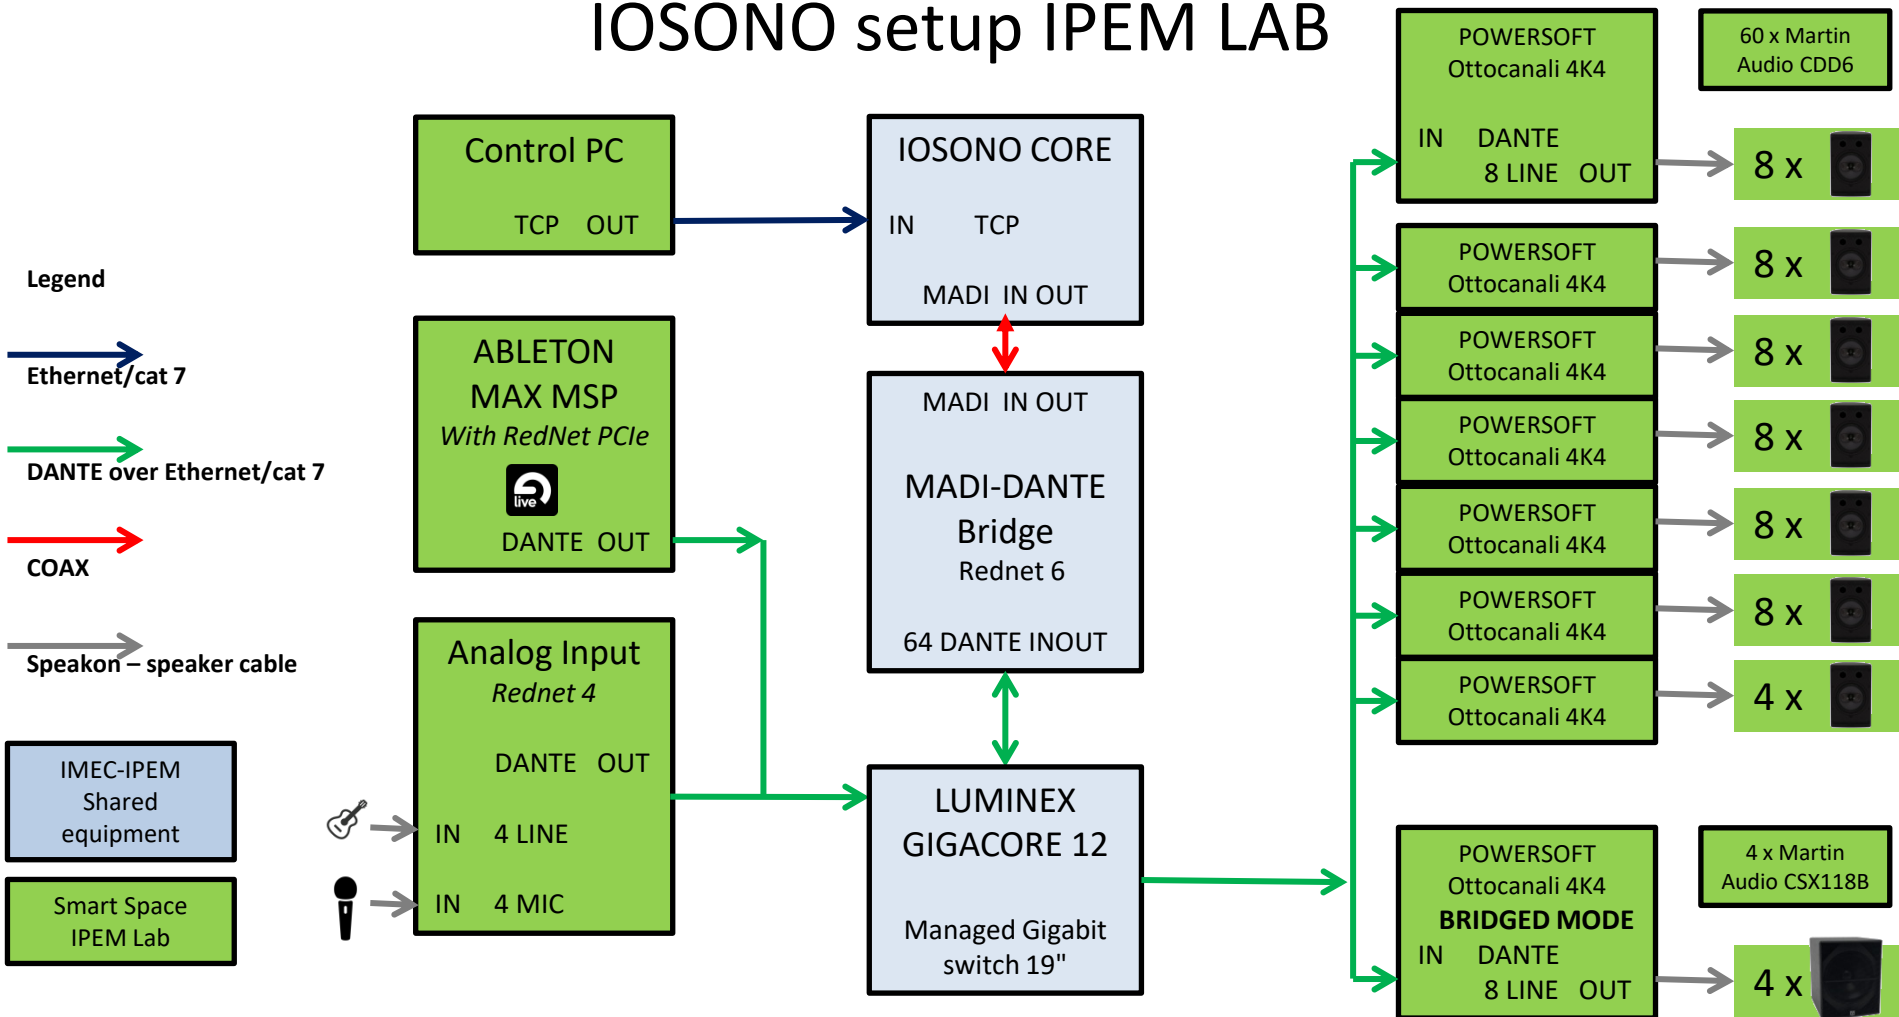 IOSONO setup IPEM LAB
Legend
Ethernet/cat 7
DANTE over Ethernet/cat 7
COAX
Speakon – speaker cable
IMEC-IPEM
Shared
equipment
Smart Space
IPEM Lab
Control PC
TCP OUT
ABLETON
MAX MSP
With RedNet PCIe
live
DANTE OUT
Analog Input
Rednet 4
DANTE OUT
IN 4 LINE
IN 4 MIC
IOSONO CORE
IN TCP
MADI IN OUT
MADI IN OUT
MADI-DANTE
Bridge
Rednet 6
64 DANTE INOUT
LUMINEX
GIGACORE 12
Managed Gigabit
switch 19"
POWERSOFT
Ottocanali 4K4
IN DANTE
8 LINE OUT
60 x Martin
Audio CDD6
8 x
POWERSOFT
Ottocanali 4K4
8 x
POWERSOFT
Ottocanali 4K4
8 x
POWERSOFT
Ottocanali 4K4
8 x
POWERSOFT
Ottocanali 4K4
8 x
POWERSOFT
Ottocanali 4K4
8 x
POWERSOFT
Ottocanali 4K4
4 x
POWERSOFT
Ottocanali 4K4
BRIDGED MODE
IN DANTE
8 LINE OUT
4 x Martin
Audio CSX118B
4 x